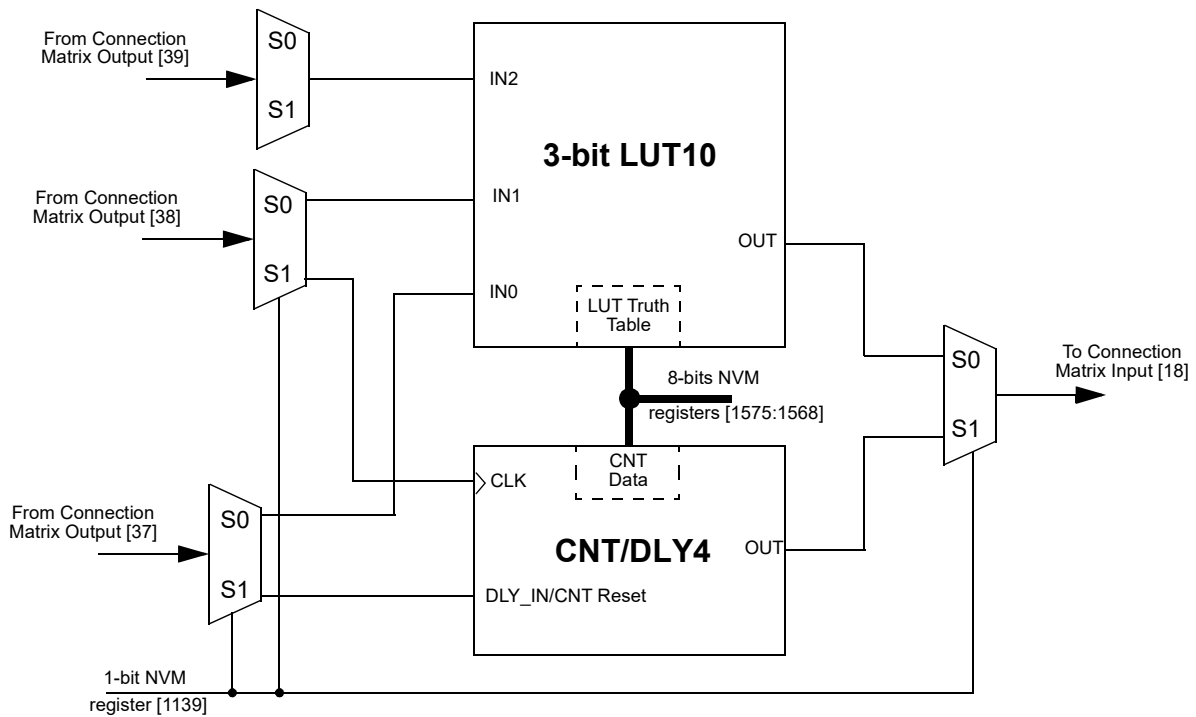 From Connection
Matrix Output [39]
S0
S1
IN2
3-bit LUT10
From Connection
Matrix Output [38]
S0
S1
IN1
IN0
OUT
LUT Truth
Table
8-bits NVM
registers [1575:1568]
S0
S1
To Connection
Matrix Input [18]
CNT
Data
CLK
From Connection
Matrix Output [37]
S0
S1
CNT/DLY4
OUT
DLY_IN/CNT Reset
1-bit NVM
register [1139]